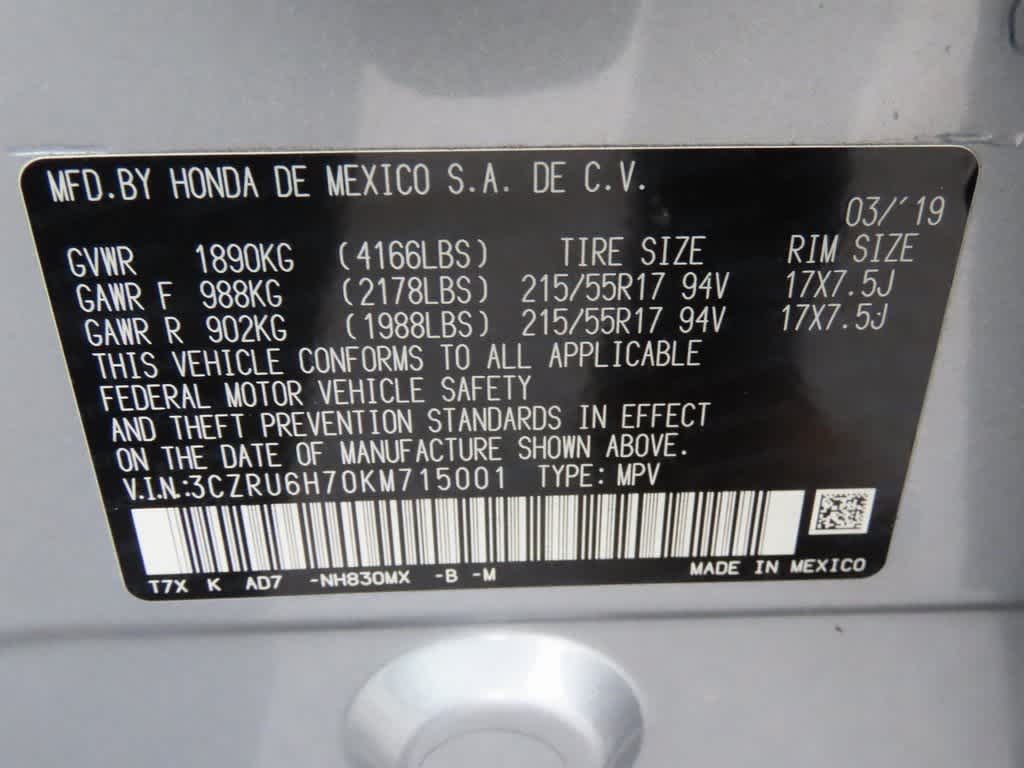 MFD.BY HONDA DE MEXICO S.A. DE C.V.
03/'19
GVWR 1890KG (4166LBS) TIRE SIZE RIM SIZE
GAWR F 988KG (2178LBS) 215/55R17 94V 17X7.5J
GAWR R 902KG (1988LBS) 215/55R17 94V 17X7.5J
THIS VEHICLE CONFORMS TO ALL APPLICABLE
FEDERAL MOTOR VEHICLE SAFETY
AND THEFT PREVENTION STANDARDS IN EFFECT
ON THE DATE OF MANUFACTURE SHOWN ABOVE.
V.I.N.:3CZRU6H70KM715001 TYPE: MPV
T7X K AD7 -NH830MX -B -M MADE IN MEXICO